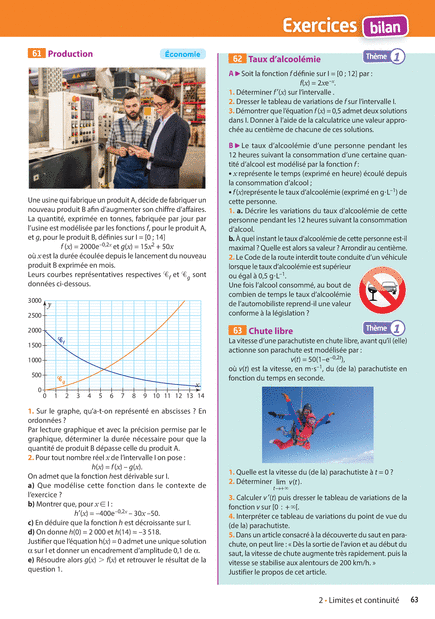 Exercices bilan
61 Production
Économie
Une usine qui fabrique un produit A, décide de fabriquer un
nouveau produit B afin d'augmenter son chiffre d'affaires.
La quantité, exprimée en tonnes, fabriquée par jour par
l'usine est modélisée par les fonctions f, pour le produit A,
et g, pour le produit B, définies sur I = [0 ; 14]
f (x) = 2000e⁻⁰·²ˣ et g(x) = 15x² + 50x
où x est la durée écoulée depuis le lancement du nouveau
produit B exprimée en mois.
Leurs courbes représentatives respectives 𝒞f et 𝒞g sont
données ci-dessous.
3000
y
2500
2000
𝒞f
1500
1000
500
𝒞g
x
0
0 1 2 3 4 5 6 7 8 9 10 11 12 13 14
1. Sur le graphe, qu'a-t-on représenté en abscisses ? En
ordonnées ?
Par lecture graphique et avec la précision permise par le
graphique, déterminer la durée nécessaire pour que la
quantité de produit B dépasse celle du produit A.
2. Pour tout nombre réel x de l'intervalle I on pose :
h(x) = f (x) – g(x).
On admet que la fonction h est dérivable sur I.
a) Que modélise cette fonction dans le contexte de
l'exercice ?
b) Montrer que, pour x ∈ I :
h'(x) = –400e⁻⁰·²ˣ – 30x –50.
c) En déduire que la fonction h est décroissante sur I.
d) On donne h(0) = 2 000 et h(14) ≈ –3 518.
Justifier que l'équation h(x) = 0 admet une unique solution
α sur I et donner un encadrement d'amplitude 0,1 de α.
e) Résoudre alors g(x) > f(x) et retrouver le résultat de la
question 1.
62 Taux d'alcoolémie
Thème 1
A ▶ Soit la fonction f définie sur I = [0 ; 12] par :
f(x) = 2xe⁻ˣ.
1. Déterminer f '(x) sur l'intervalle .
2. Dresser le tableau de variations de f sur l'intervalle I.
3. Démontrer que l'équation f (x) = 0,5 admet deux solutions
dans I. Donner à l'aide de la calculatrice une valeur appro-
chée au centième de chacune de ces solutions.
B ▶ Le taux d'alcoolémie d'une personne pendant les
12 heures suivant la consommation d'une certaine quan-
tité d'alcool est modélisé par la fonction f :
• x représente le temps (exprimé en heure) écoulé depuis
la consommation d'alcool ;
• f (x) représente le taux d'alcoolémie (exprimé en g·L⁻¹) de
cette personne.
1. a. Décrire les variations du taux d'alcoolémie de cette
personne pendant les 12 heures suivant la consommation
d'alcool.
b. À quel instant le taux d'alcoolémie de cette personne est-il
maximal ? Quelle est alors sa valeur ? Arrondir au centième.
2. Le Code de la route interdit toute conduite d'un véhicule
lorsque le taux d'alcoolémie est supérieur
ou égal à 0,5 g·L⁻¹.
Une fois l'alcool consommé, au bout de
combien de temps le taux d'alcoolémie
de l'automobiliste reprend-il une valeur
conforme à la législation ?
63 Chute libre
Thème 1
La vitesse d'une parachutiste en chute libre, avant qu'il (elle)
actionne son parachute est modélisée par :
v(t) = 50(1–e⁻⁰·²ᵗ),
où v(t) est la vitesse, en m·s⁻¹, du (de la) parachutiste en
fonction du temps en seconde.
1. Quelle est la vitesse du (de la) parachutiste à t = 0 ?
2. Déterminer lim v(t).
t→+∞
3. Calculer v '(t) puis dresser le tableau de variations de la
fonction v sur [0 ; +∞[.
4. Interpréter ce tableau de variations du point de vue du
(de la) parachutiste.
5. Dans un article consacré à la découverte du saut en para-
chute, on peut lire : « Dès la sortie de l'avion et au début du
saut, la vitesse de chute augmente très rapidement. puis la
vitesse se stabilise aux alentours de 200 km/h. »
Justifier le propos de cet article.
2 • Limites et continuité 63